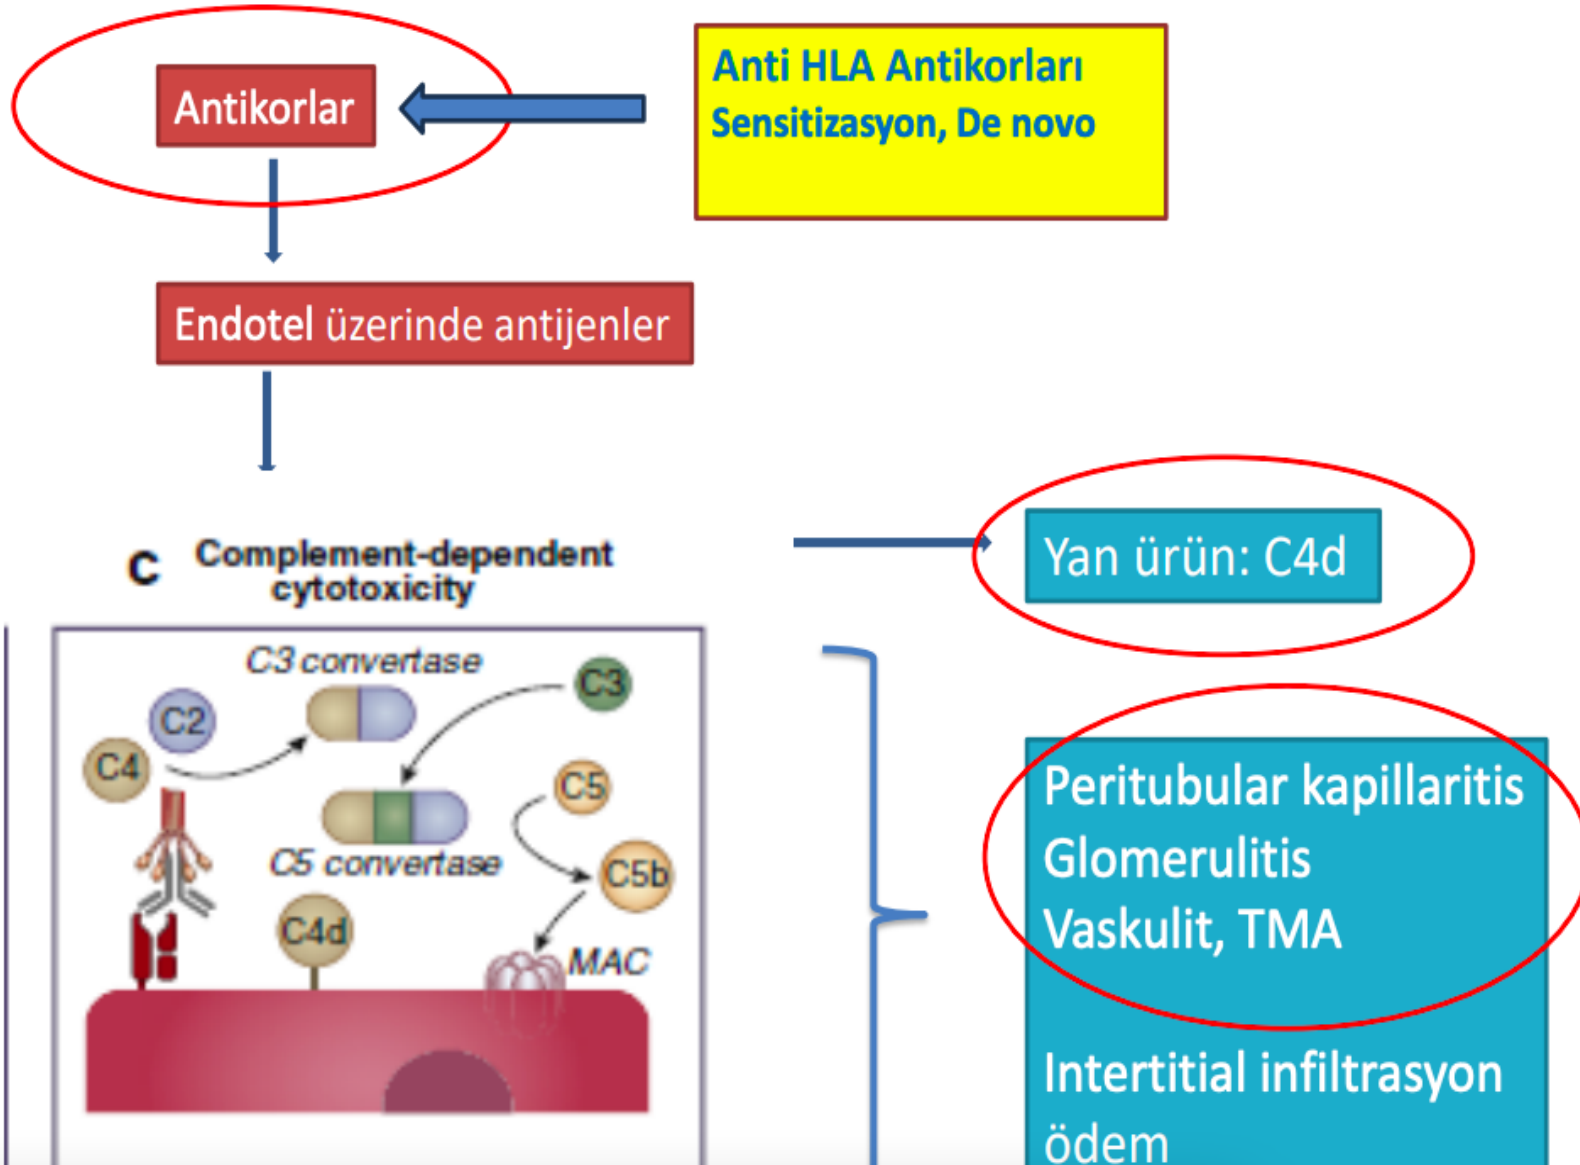 Antikorlar
Anti HLA Antikorları
Sensitizasyon, De novo
Endotel üzerinde antijenler
C Complement-dependent
cytotoxicity
Yan ürün: C4d
C3 convertase
C3
C2
C4
C5
C5 convertase
C5b
C4d
MAC
Peritubular kapillaritis
Glomerulitis
Vaskulit, TMA
Intertitial infiltrasyon
ödem